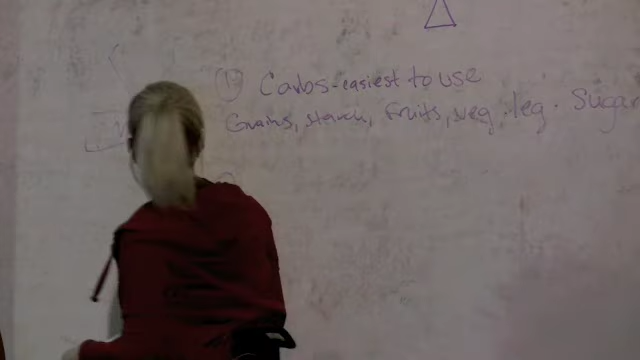 ① Carbs-easiest to use
Grains, starch, fruits, veg, leg. Sugar